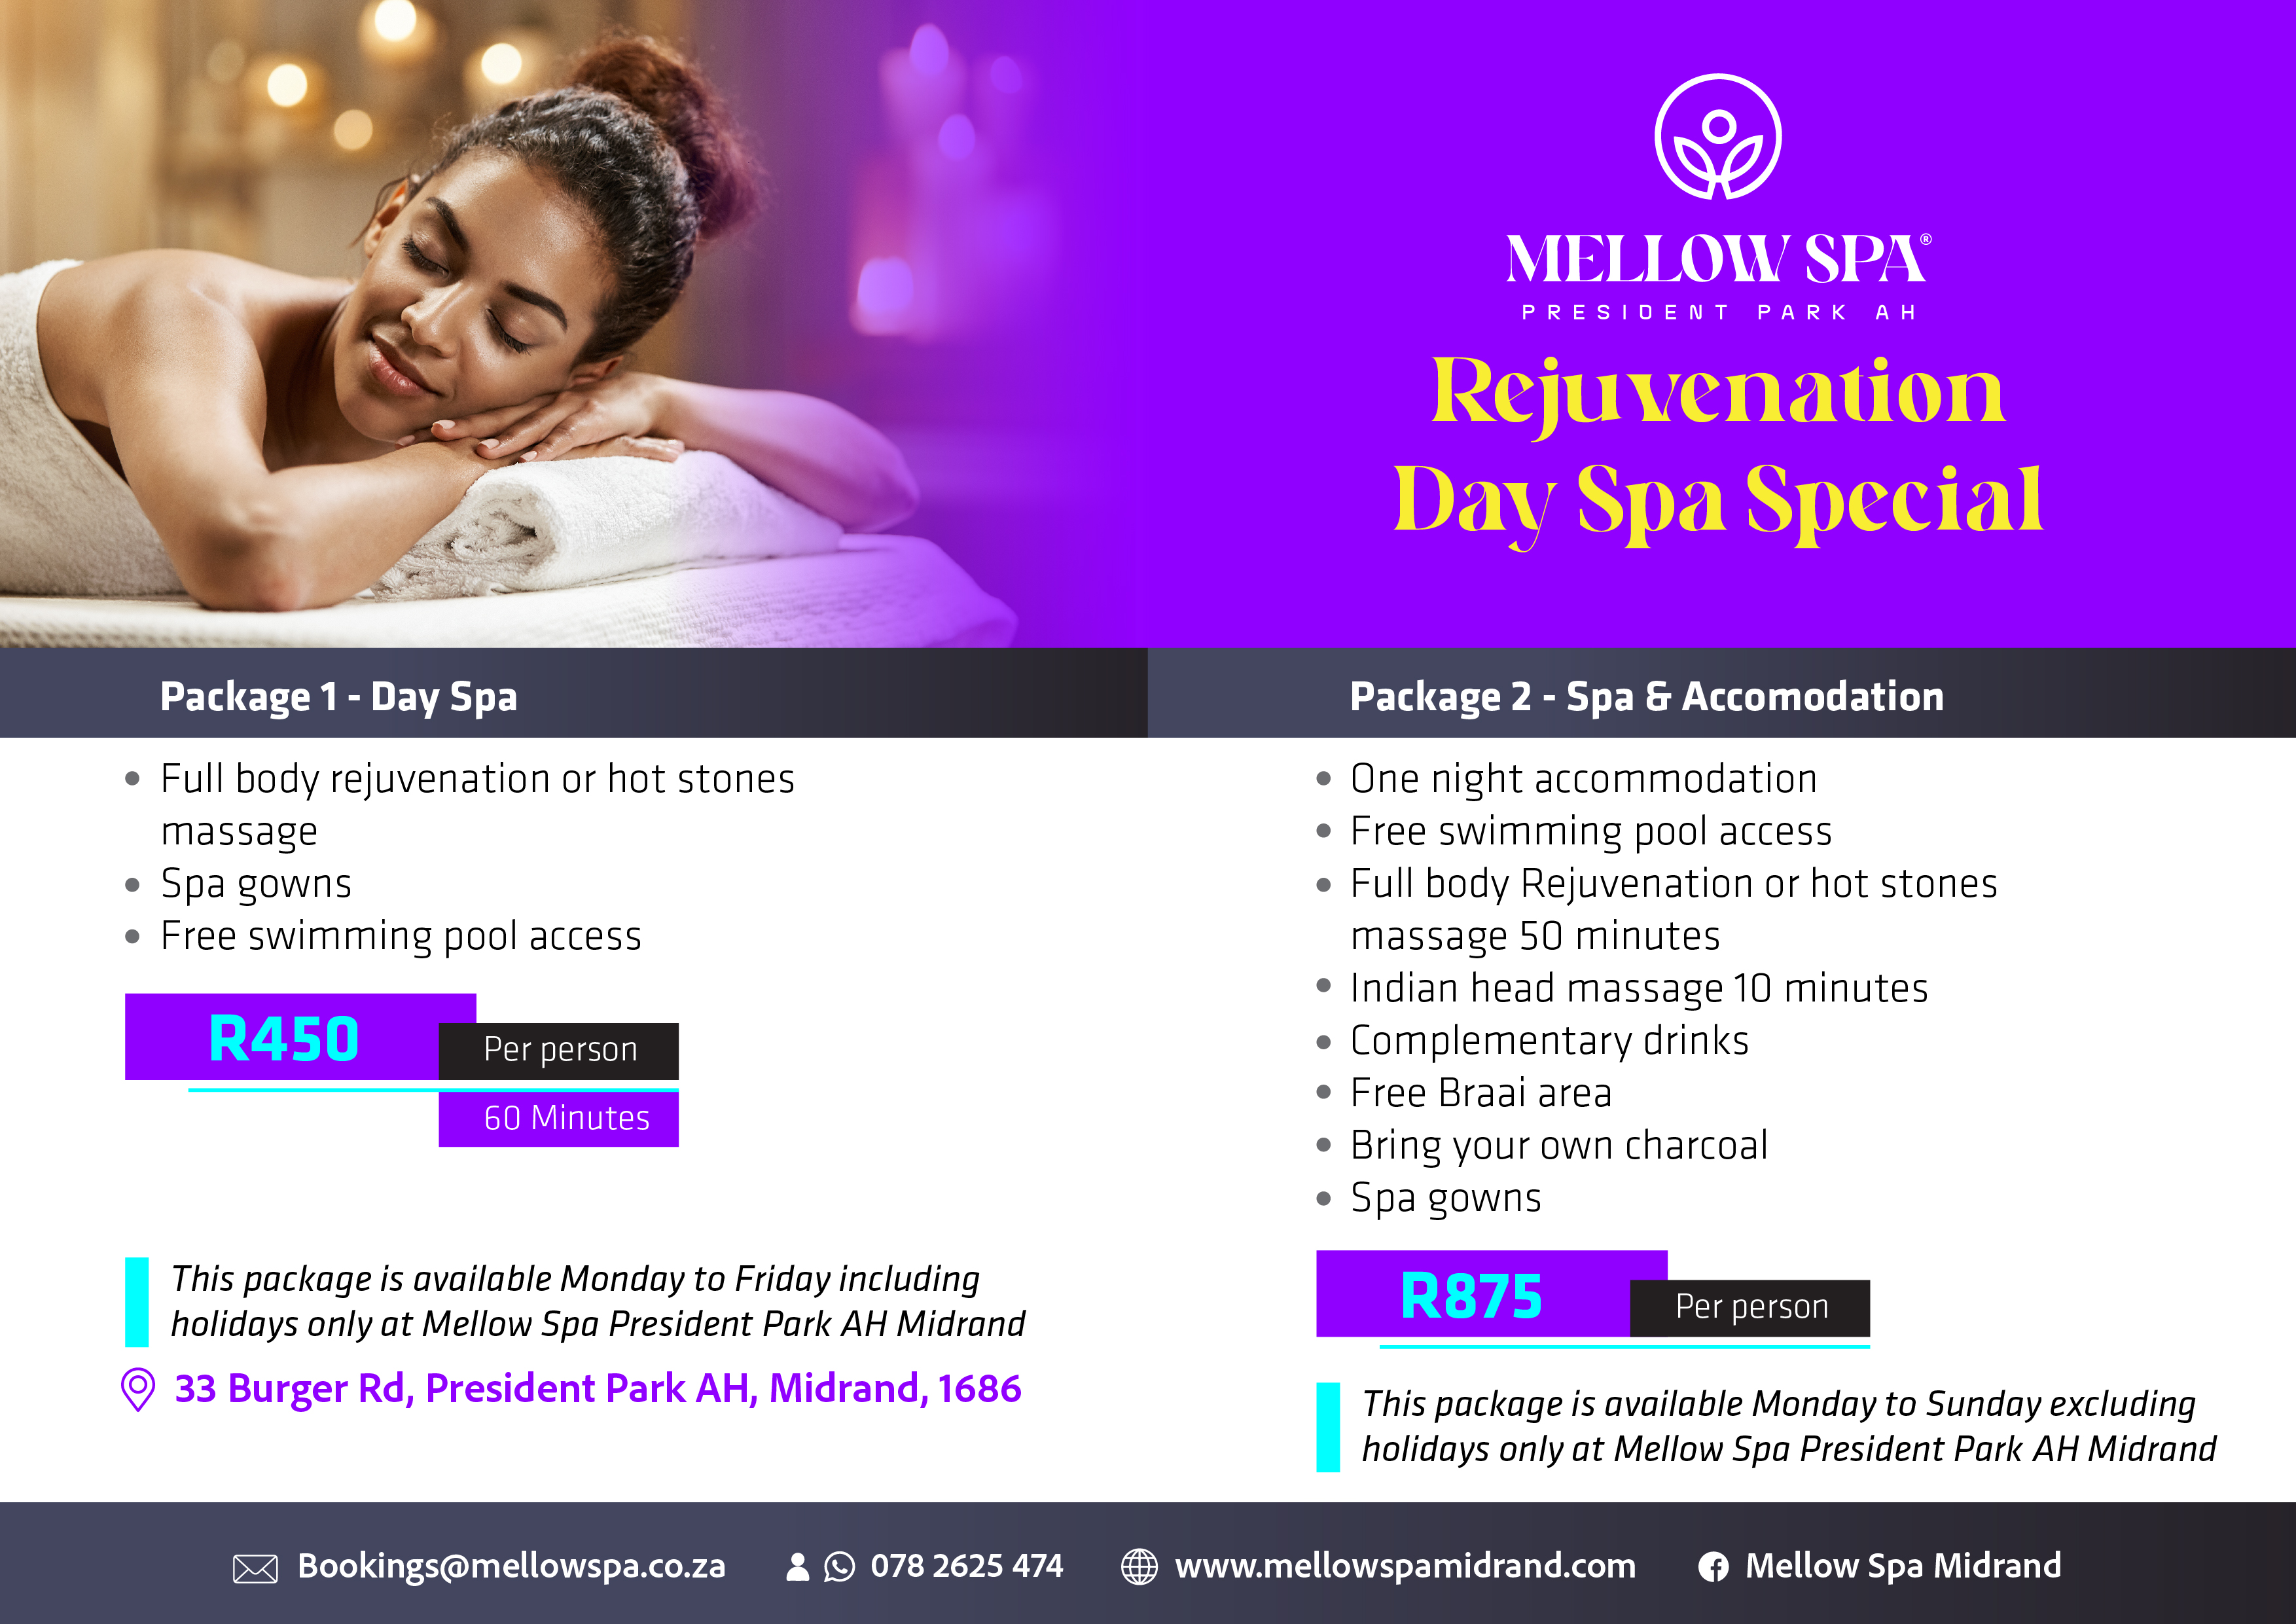 MELLOW SPA®
PRESIDENT PARK AH
Rejuvenation
Day Spa Special
Package 1 - Day Spa
Full body rejuvenation or hot stones
massage
Spa gowns
Free swimming pool access
R450
Per person
60 Minutes
This package is available Monday to Friday including
holidays only at Mellow Spa President Park AH Midrand
33 Burger Rd, President Park AH, Midrand, 1686
Package 2 - Spa & Accomodation
One night accommodation
Free swimming pool access
Full body Rejuvenation or hot stones
massage 50 minutes
Indian head massage 10 minutes
Complementary drinks
Free Braai area
Bring your own charcoal
Spa gowns
R875
Per person
This package is available Monday to Sunday excluding
holidays only at Mellow Spa President Park AH Midrand
Bookings@mellowspa.co.za
078 2625 474
www.mellowspamidrand.com
Mellow Spa Midrand